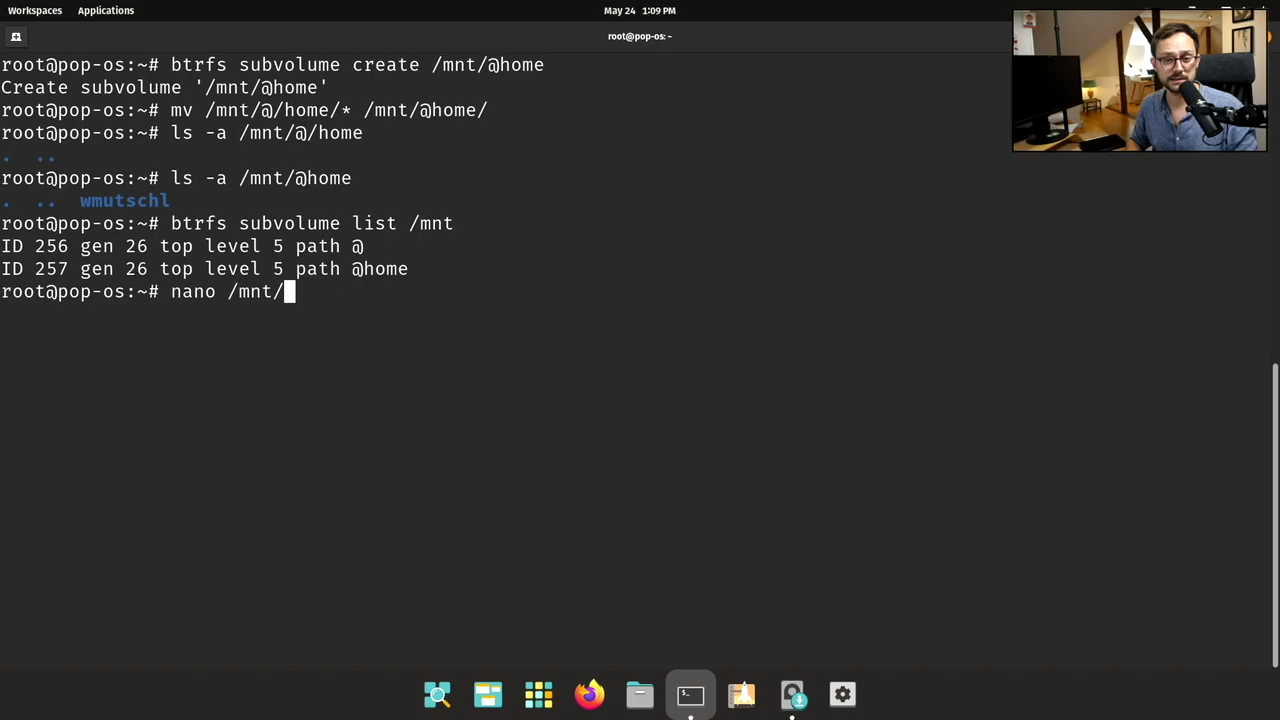 Workspaces Applications May 24 1:09 PM
root@pop-os: ~
root@pop-os:~# btrfs subvolume create /mnt/@home
Create subvolume '/mnt/@home'
root@pop-os:~# mv /mnt/@/home/* /mnt/@home/
root@pop-os:~# ls -a /mnt/@/home
. ..
root@pop-os:~# ls -a /mnt/@home
. .. wmutschl
root@pop-os:~# btrfs subvolume list /mnt
ID 256 gen 26 top level 5 path @
ID 257 gen 26 top level 5 path @home
root@pop-os:~# nano /mnt/
$_